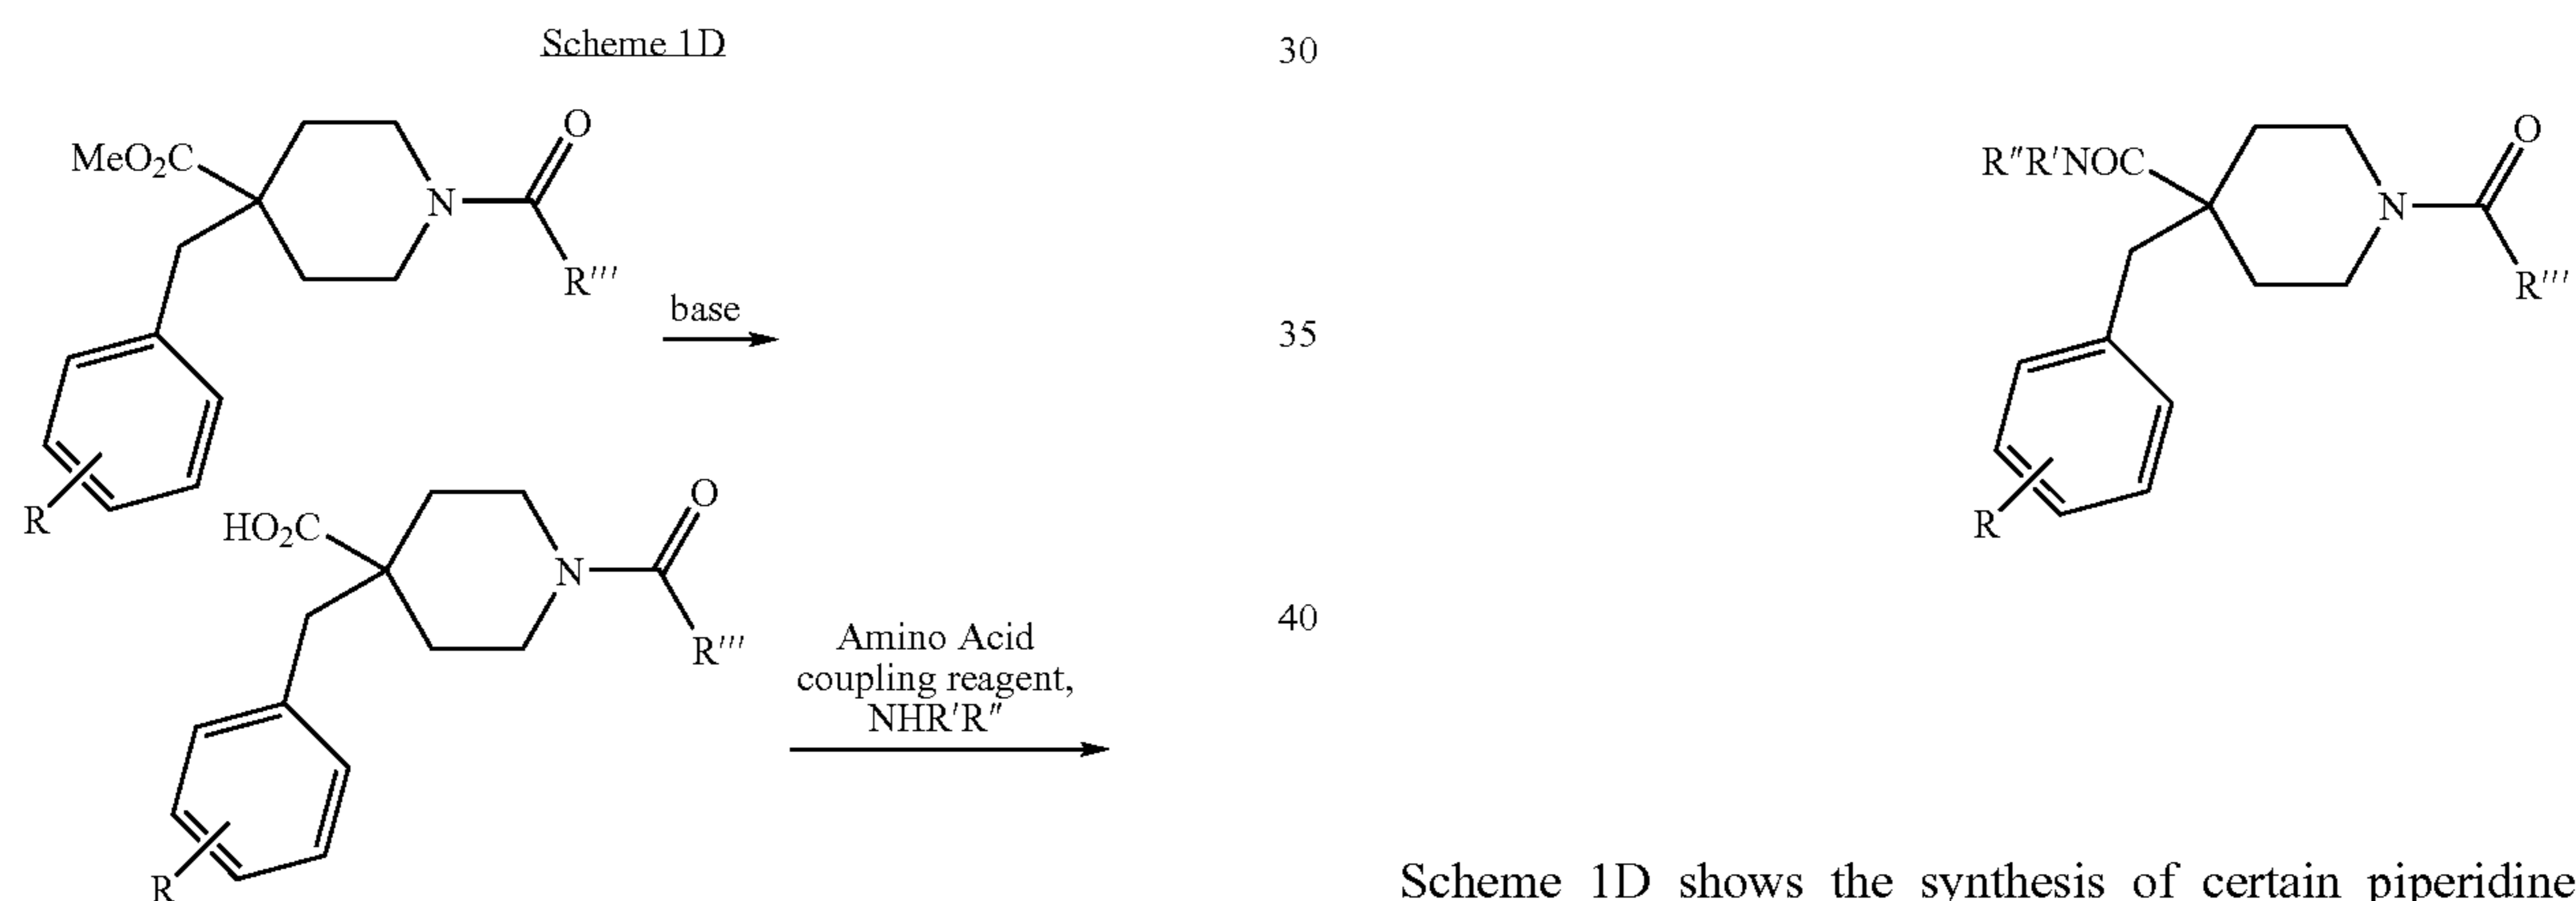 Scheme 1D
MeO₂C
N
O
R'''
R
base
HO₂C
N
O
R'''
R
Amino Acid
coupling reagent,
NHR'R"
30
35
40
R"R'NOC
N
O
R'''
R
Scheme 1D shows the synthesis of certain piperidine